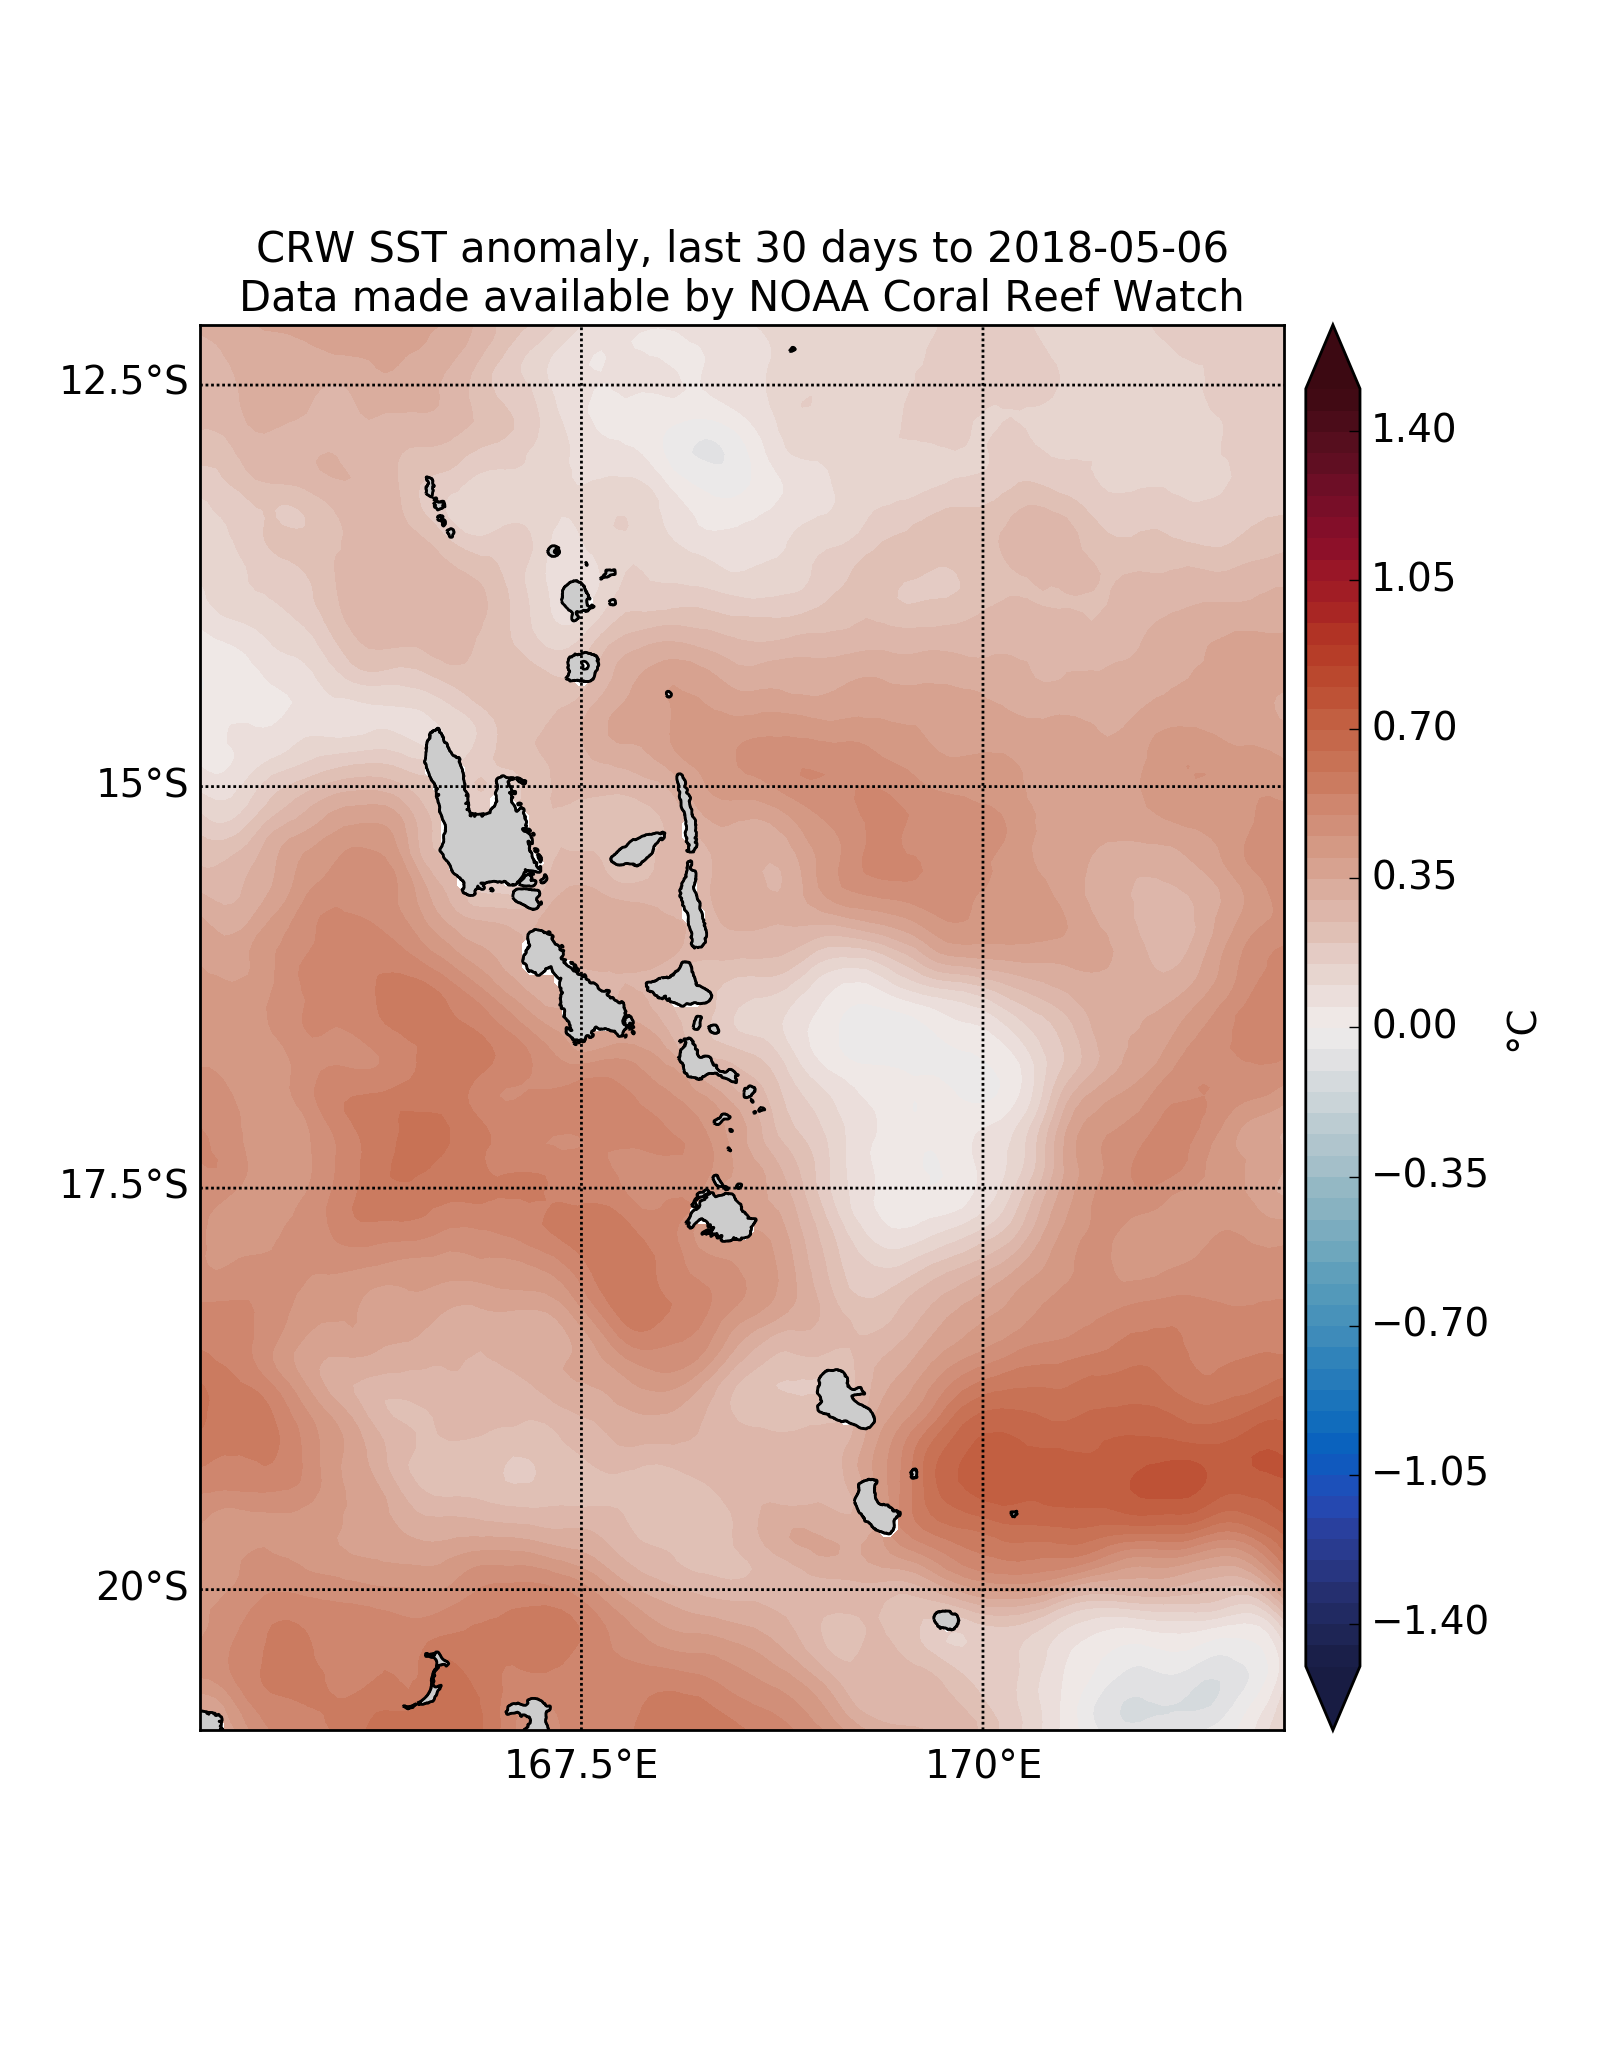 CRW SST anomaly, last 30 days to 2018-05-06
Data made available by NOAA Coral Reef Watch
12.5°S
15°S
17.5°S
20°S
167.5°E
170°E
1.40
1.05
0.70
0.35
0.00
−0.35
−0.70
−1.05
−1.40
°C